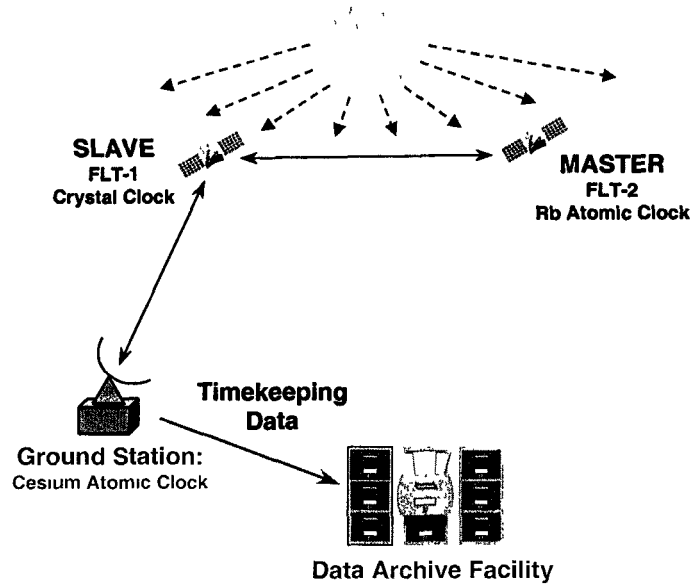 SLAVE
FLT-1
Crystal Clock
MASTER
FLT-2
Rb Atomic Clock
Timekeeping
Data
Ground Station:
Cesium Atomic Clock
Data Archive Facility